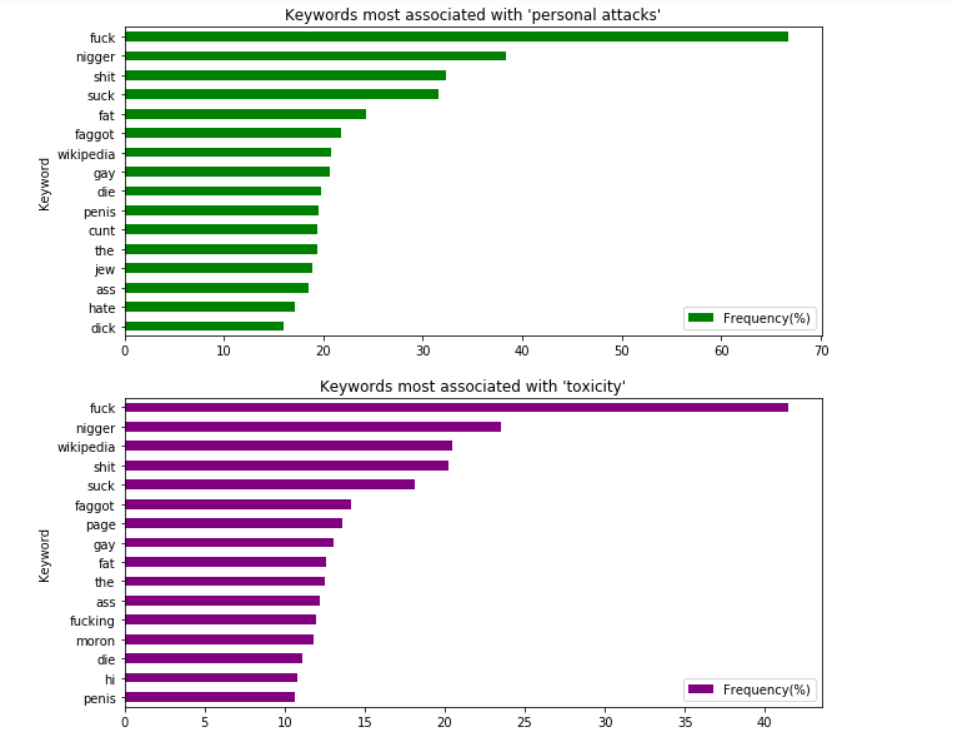 Keywords most associated with 'personal attacks'
fuck
nigger
shit
suck
fat
faggot
wikipedia
gay
die
penis
cunt
the
jew
ass
hate
dick
Keyword
Frequency(%)
0 10 20 30 40 50 60 70
Keywords most associated with 'toxicity'
fuck
nigger
wikipedia
shit
suck
faggot
page
gay
fat
the
ass
fucking
moron
die
hi
penis
Keyword
Frequency(%)
0 5 10 15 20 25 30 35 40